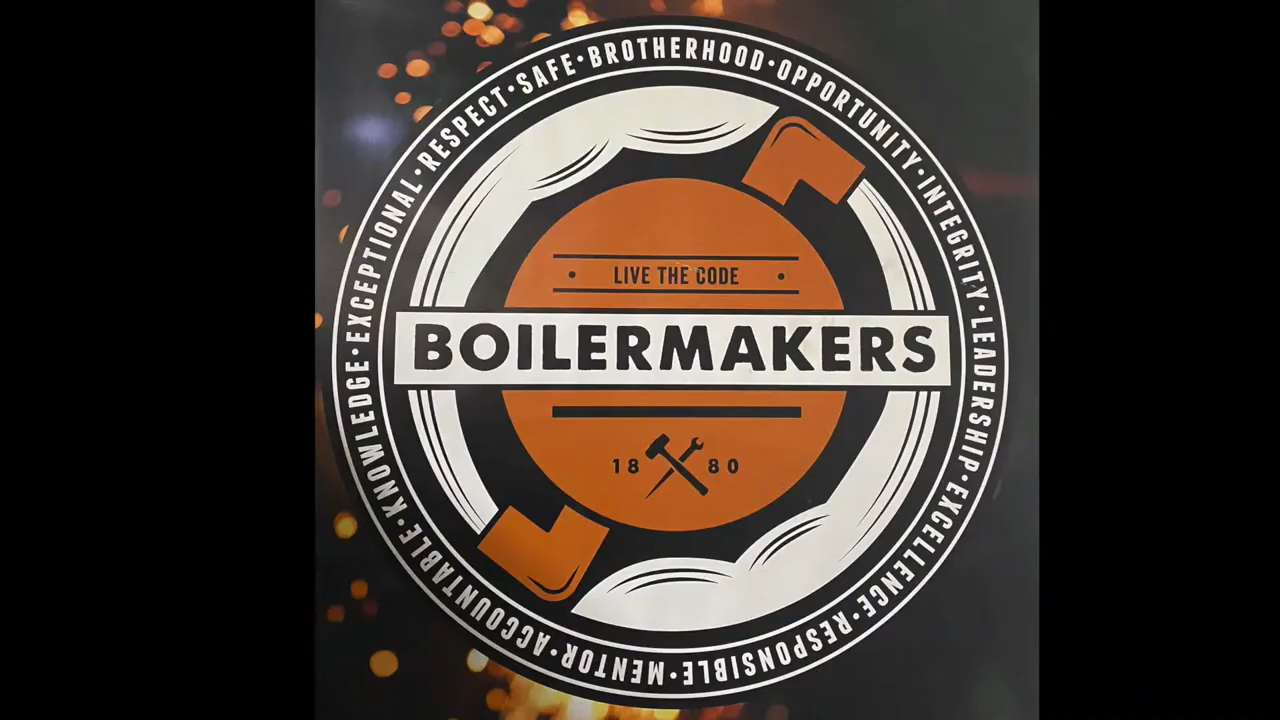 SAFE·BROTHERHOOD·OPPORTUNITY·INTEGRITY·LEADERSHIP·EXCELLENCE·RESPONSIBLE·MENTOR·ACCOUNTABLE·KNOWLEDGE·EXCEPTIONAL·RESPECT·
LIVE THE CODE
BOILERMAKERS
18 80